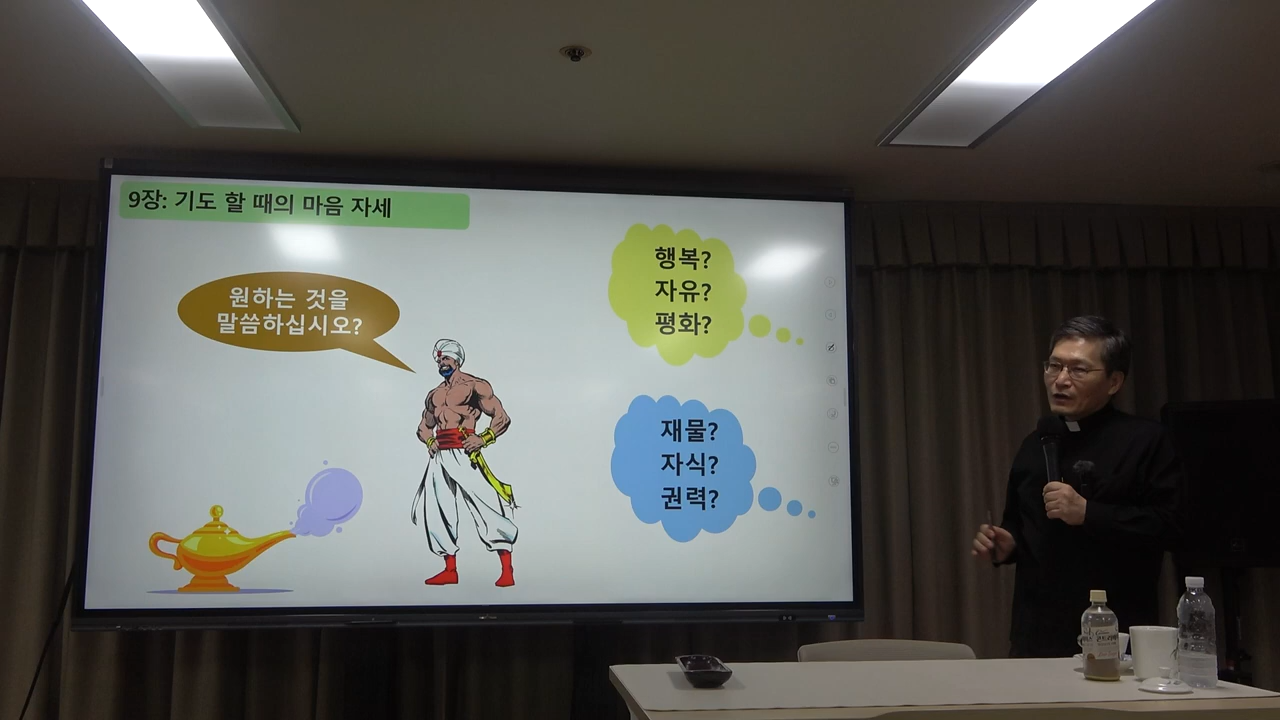 9장: 기도 할 때의 마음 자세
원하는 것을
말씀하십시오?
행복?
자유?
평화?
재물?
자식?
권력?